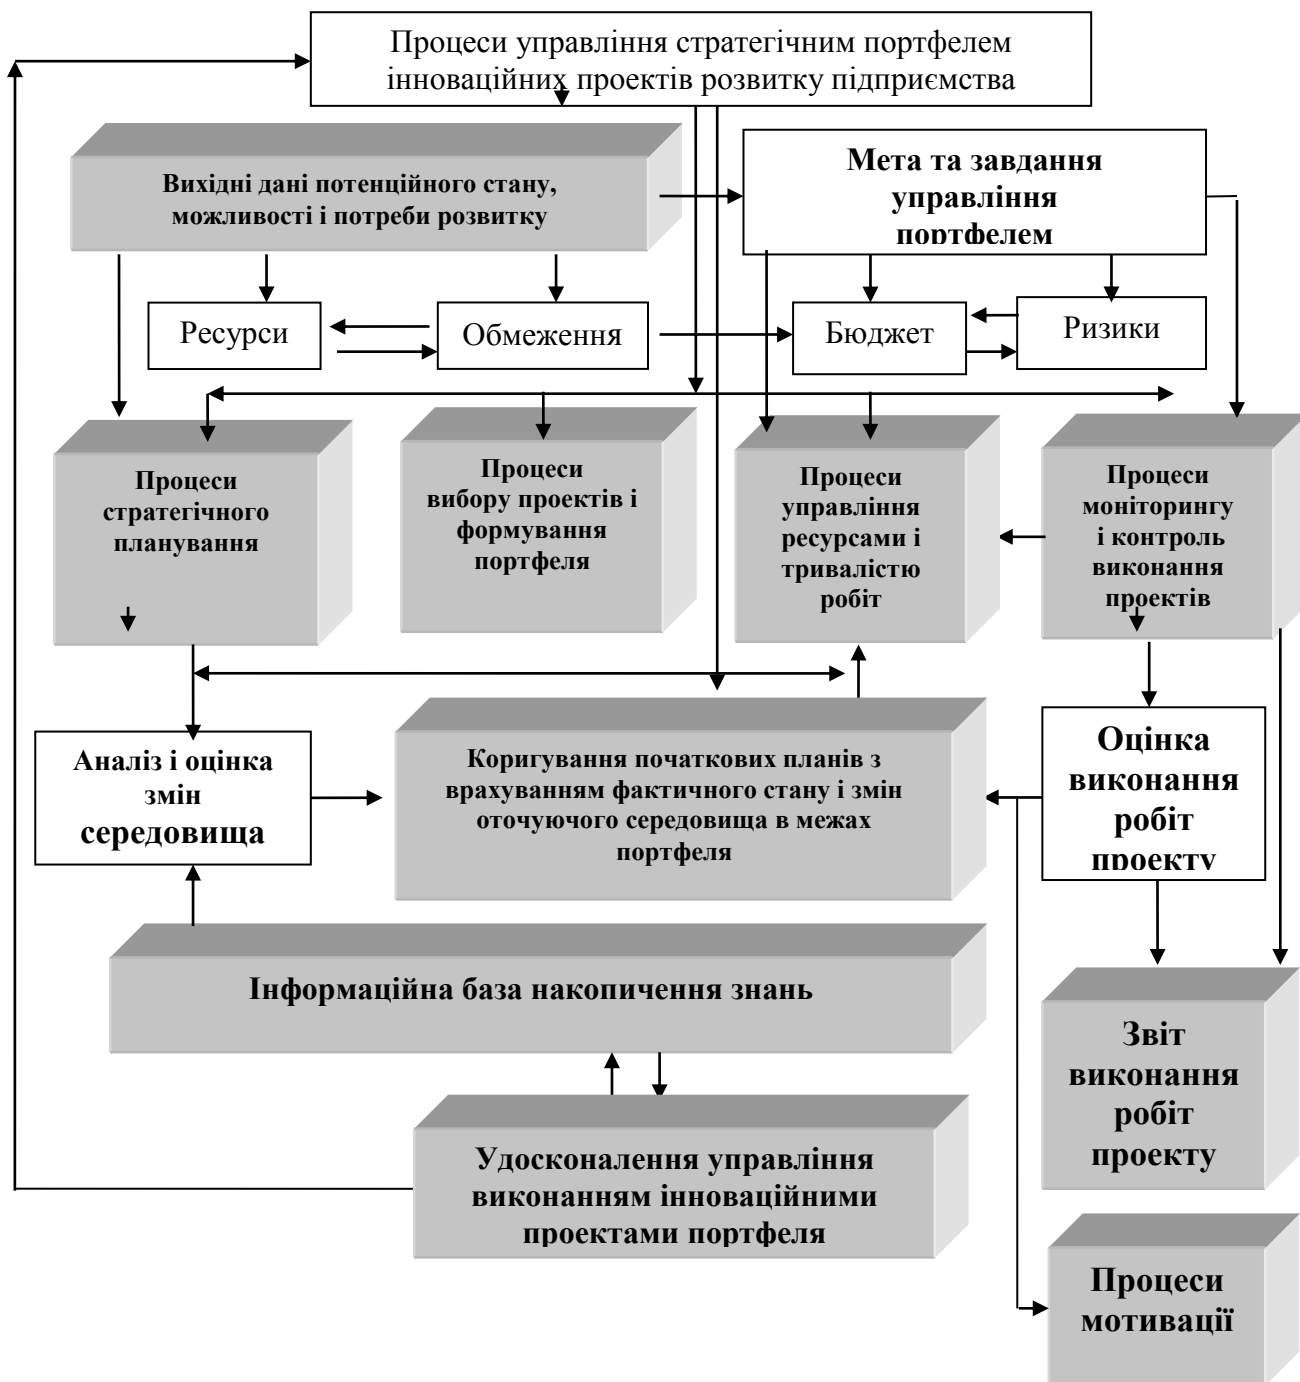 Процеси управління стратегічним портфелем
інноваційних проектів розвитку підприємства
Вихідні дані потенційного стану,
можливості і потреби розвитку
Мета та завдання
управління
портфелем
Ресурси
Обмеження
Бюджет
Ризики
Процеси
стратегічного
планування
Процеси
вибору проектів і
формування
портфеля
Процеси
управління
ресурсами і
тривалістю
робіт
Процеси
моніторингу
і контроль
виконання
проектів
Аналіз і оцінка
змін
середовища
Коригування початкових планів з
врахуванням фактичного стану і змін
оточуючого середовища в межах
портфеля
Оцінка
виконання
робіт
проекту
Інформаційна база накопичення знань
Звіт
виконання
робіт
проекту
Удосконалення управління
виконанням інноваційними
проектами портфеля
Процеси
мотивації